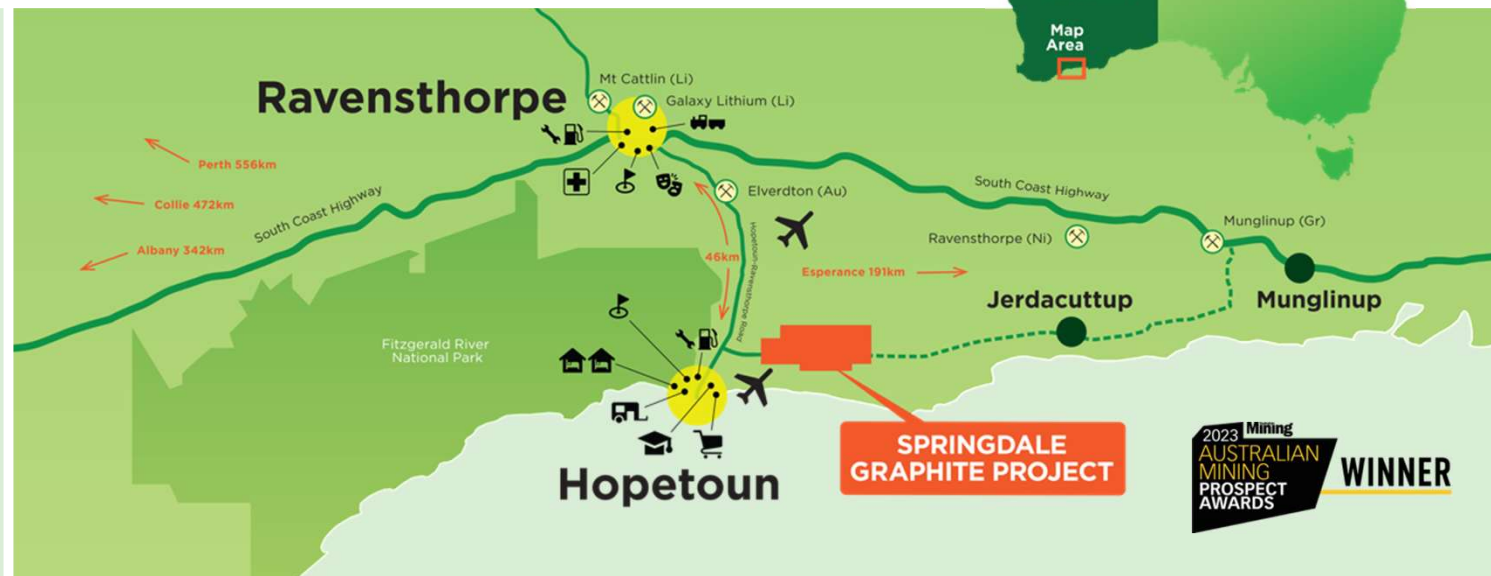 Map
Area
Mt Cattlin (Li)
Ravensthorpe
Galaxy Lithium (Li)
Perth 556km
Collie 472km
South Coast Highway
Albany 342km
Elverdton (Au)
South Coast Highway
Munglinup (Gr)
Ravensthorpe (Ni)
Hopetoun-Ravensthorpe Road
46km
Esperance 191km
Jerdacuttup
Munglinup
Fitzgerald River
National Park
SPRINGDALE
GRAPHITE PROJECT
Hopetoun
2023
Mining
AUSTRALIAN
MINING
PROSPECT
AWARDS
WINNER